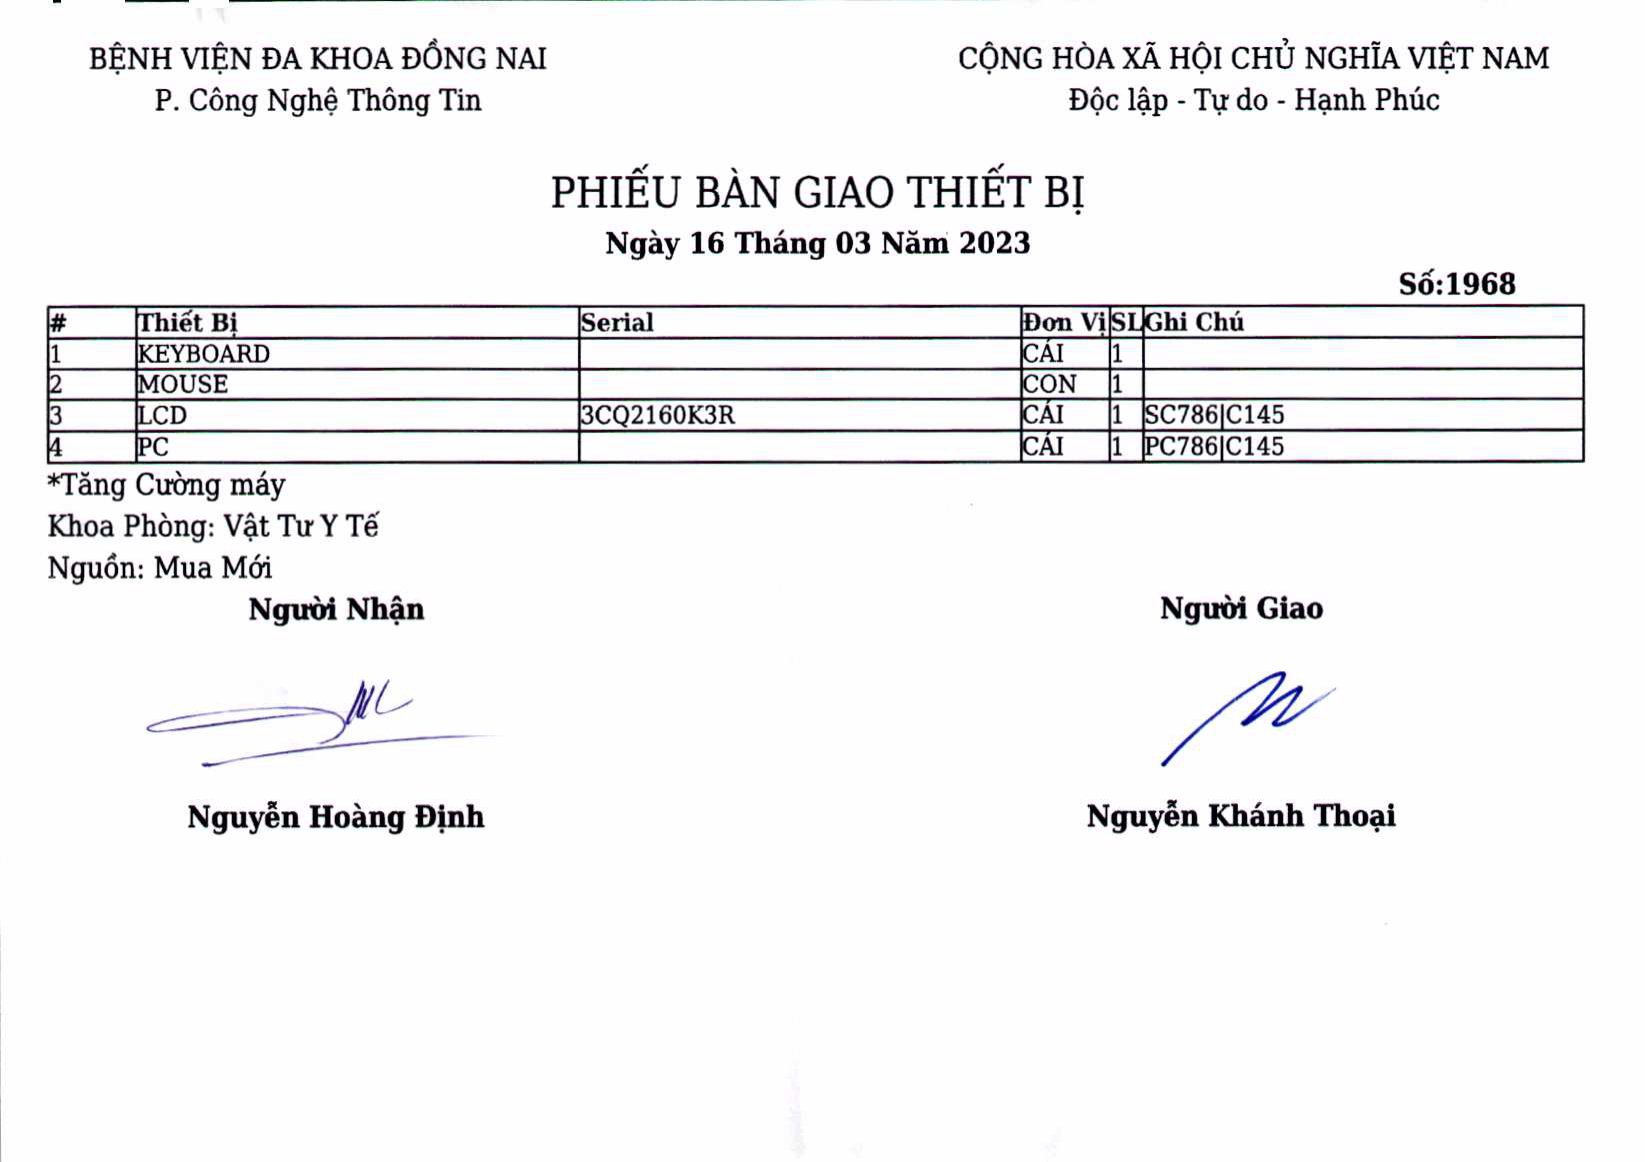 BỆNH VIỆN ĐA KHOA ĐỒNG NAI
P. Công Nghệ Thông Tin
CỘNG HÒA XÃ HỘI CHỦ NGHĨA VIỆT NAM
Độc lập - Tự do - Hạnh Phúc
PHIẾU BÀN GIAO THIẾT BỊ
Ngày 16 Tháng 03 Năm 2023
Số:1968
# Thiết Bị Serial Đơn Vị SL Ghi Chú
1 KEYBOARD CÁI 1
2 MOUSE CON 1
3 LCD 3CQ2160K3R CÁI 1 SC786|C145
4 PC CÁI 1 PC786|C145
*Tăng Cường máy
Khoa Phòng: Vật Tư Y Tế
Nguồn: Mua Mới
Người Nhận Người Giao
Nguyễn Hoàng Định Nguyễn Khánh Thoại